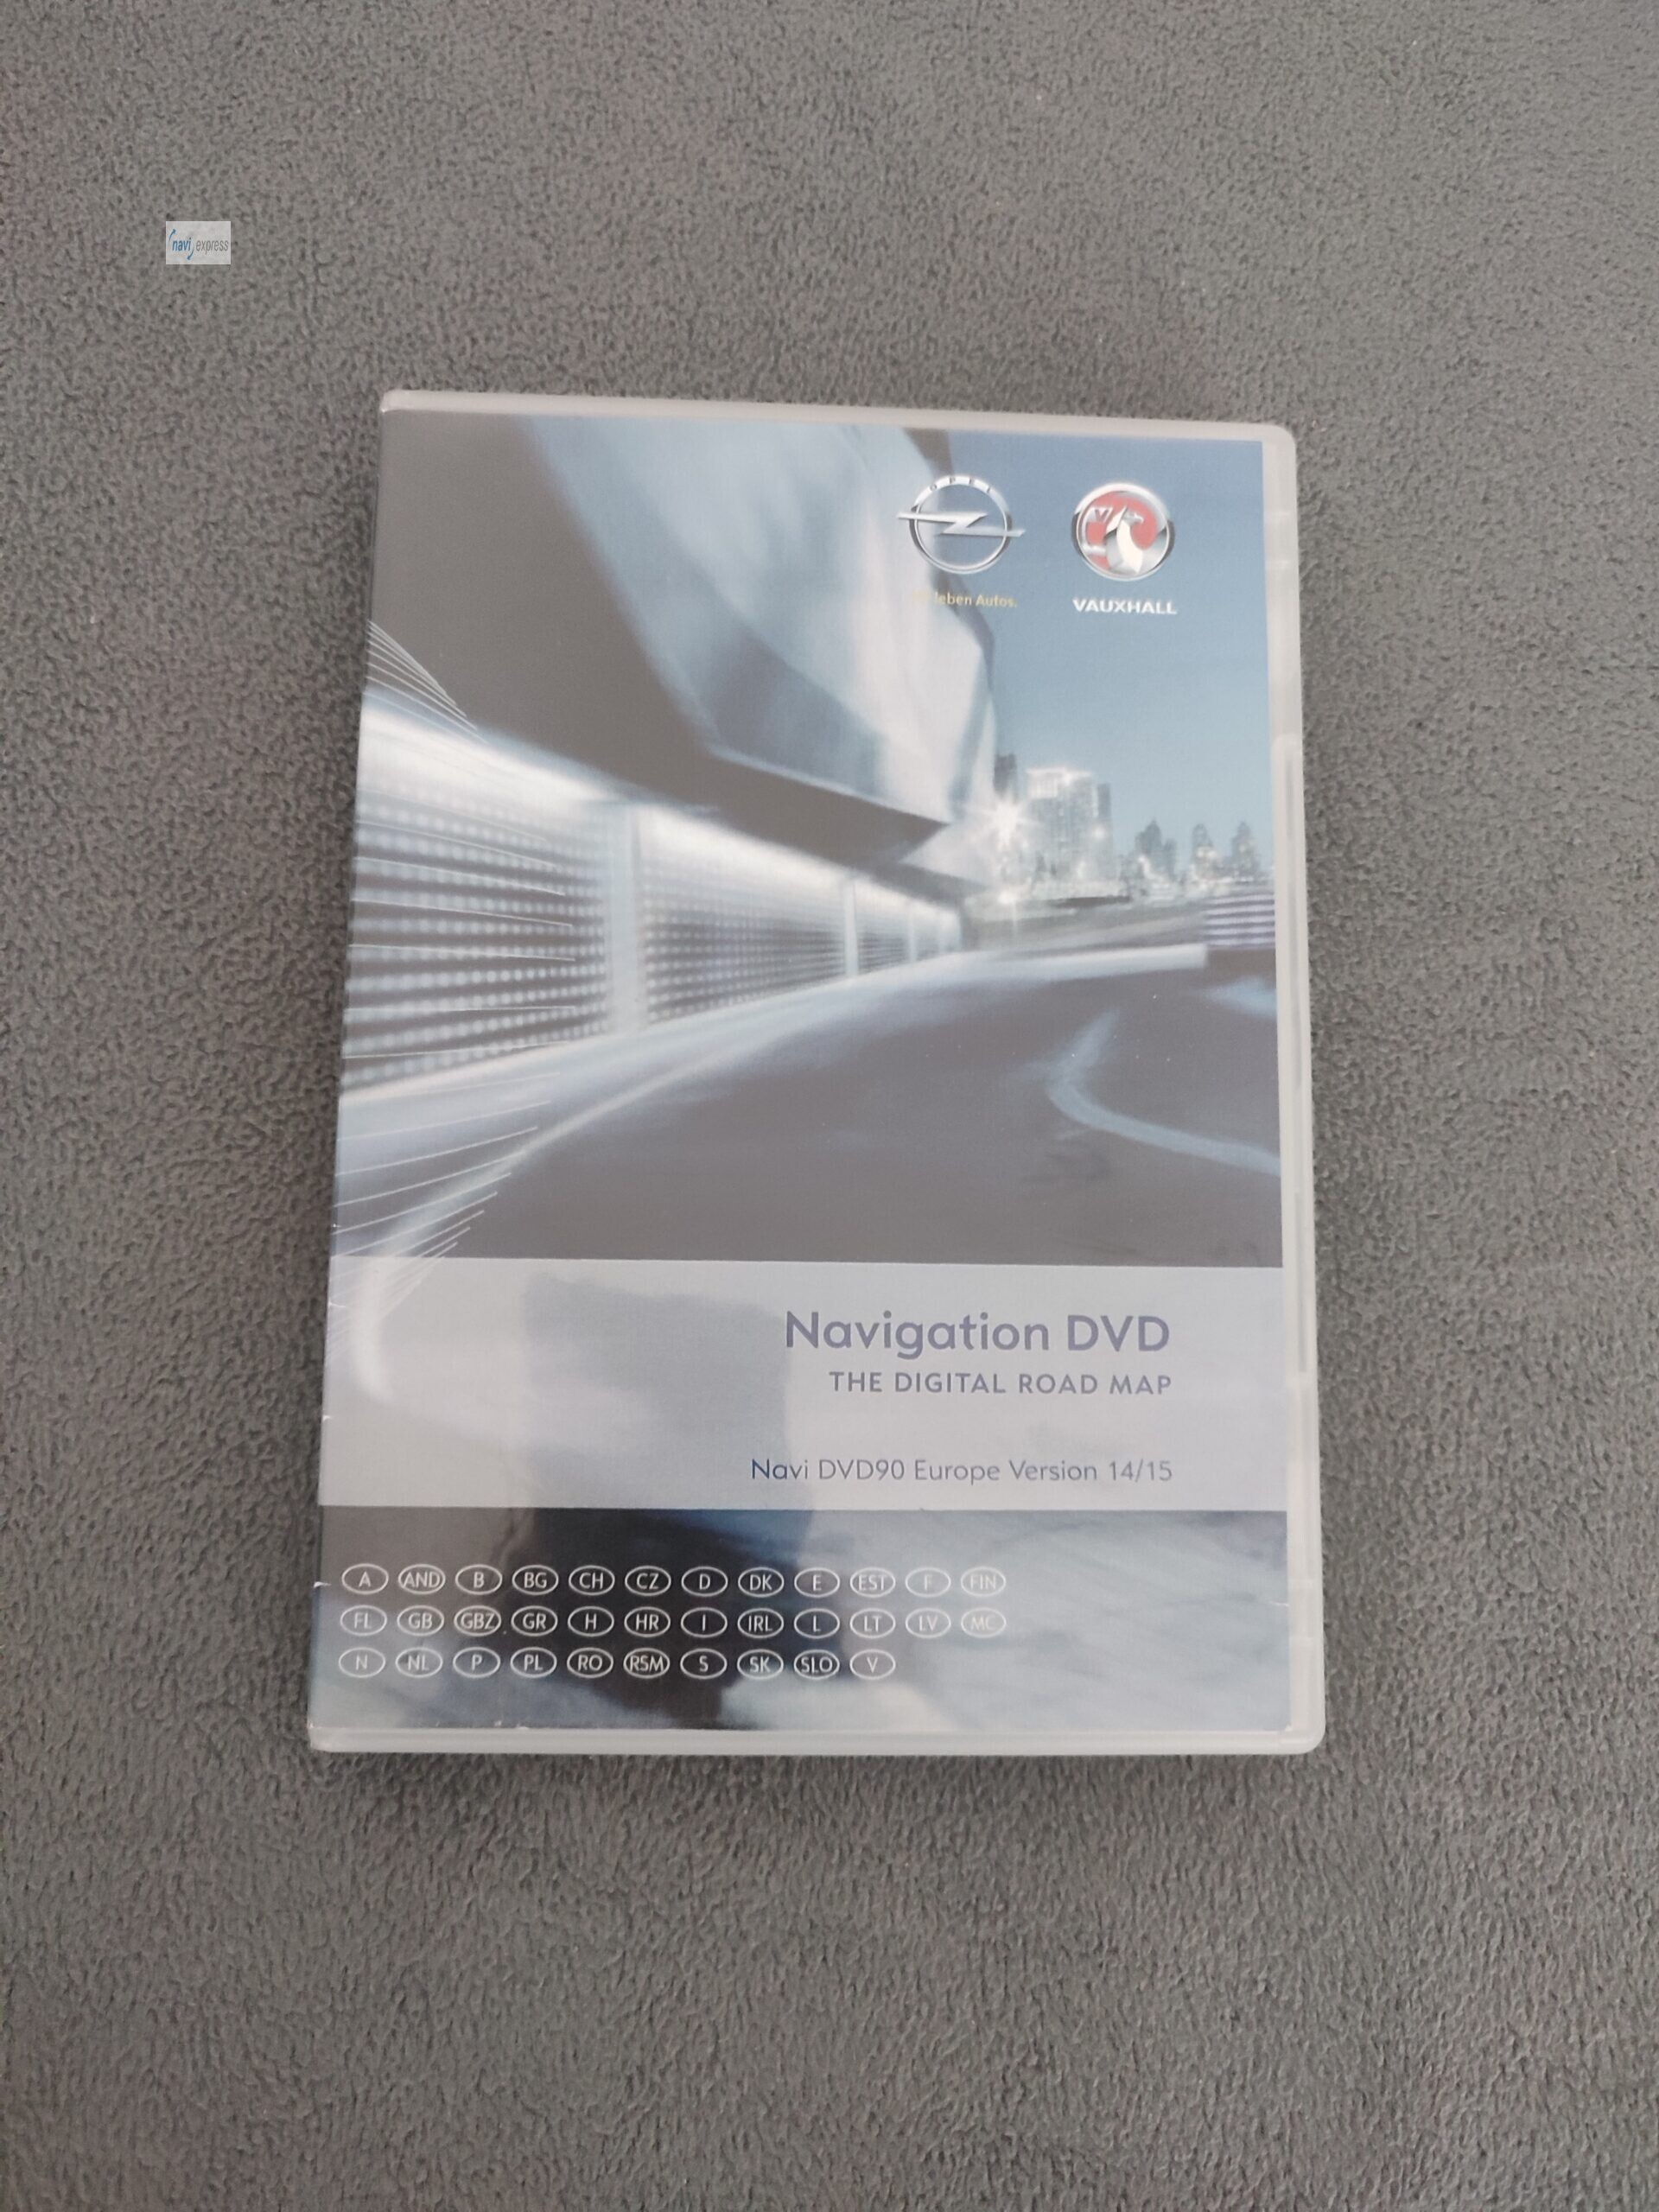 navi express
OPEL
leben Autos.
VAUXHALL
Navigation DVD
THE DIGITAL ROAD MAP
Navi DVD90 Europe Version 14/15
A AND B BG CH CZ D DK E EST F FIN
FL GB GBZ GR H HR I IRL L LT LV MC
N NL P PL RO RSM S SK SLO V